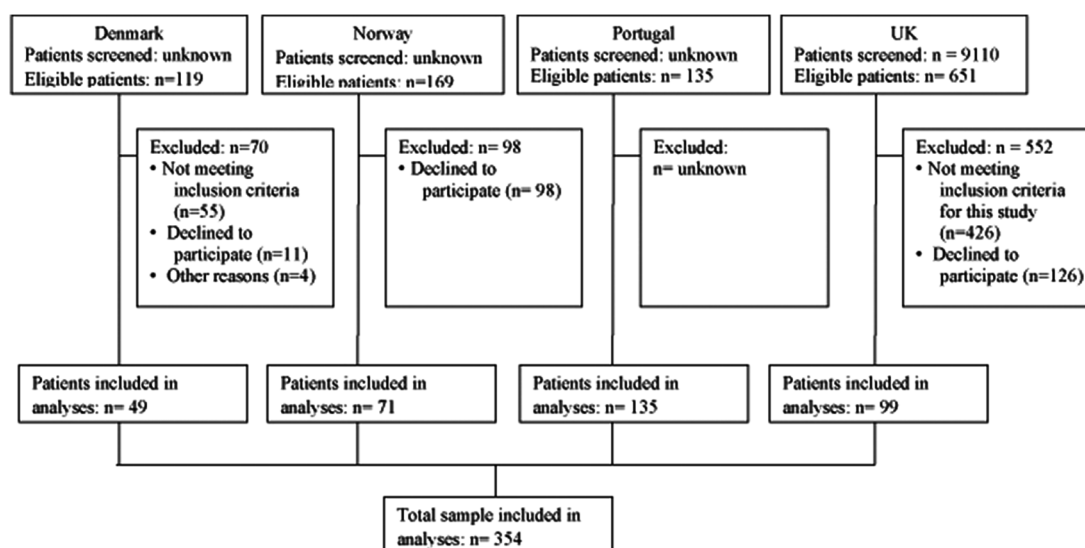 Denmark
Patients screened: unknown
Eligible patients: n=119
Norway
Patients screened: unknown
Eligible patients: n=169
Portugal
Patients screened: unknown
Eligible patients: n= 135
UK
Patients screened: n = 9110
Eligible patients: n= 651
Excluded: n=70
• Not meeting
inclusion criteria
(n=55)
• Declined to
participate (n=11)
• Other reasons (n=4)
Excluded: n= 98
• Declined to
participate (n= 98)
Excluded:
n= unknown
Excluded: n = 552
• Not meeting
inclusion criteria
for this study
(n=426)
• Declined to
participate (n=126)
Patients included in
analyses: n= 49
Patients included in
analyses: n= 71
Patients included in
analyses: n= 135
Patients included in
analyses: n= 99
Total sample included in
analyses: n= 354